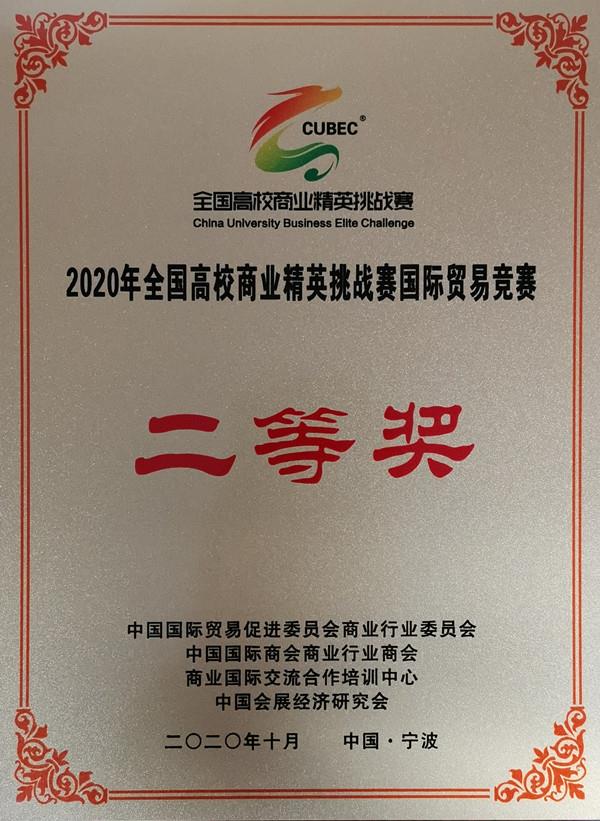 CUBEC®
全国高校商业精英挑战赛
China University Business Elite Challenge
2020年全国高校商业精英挑战赛国际贸易竞赛
二等奖
中国国际贸易促进委员会商业行业委员会
中国国际商会商业行业商会
商业国际交流合作培训中心
中国会展经济研究会
二〇二〇年十月 中国·宁波